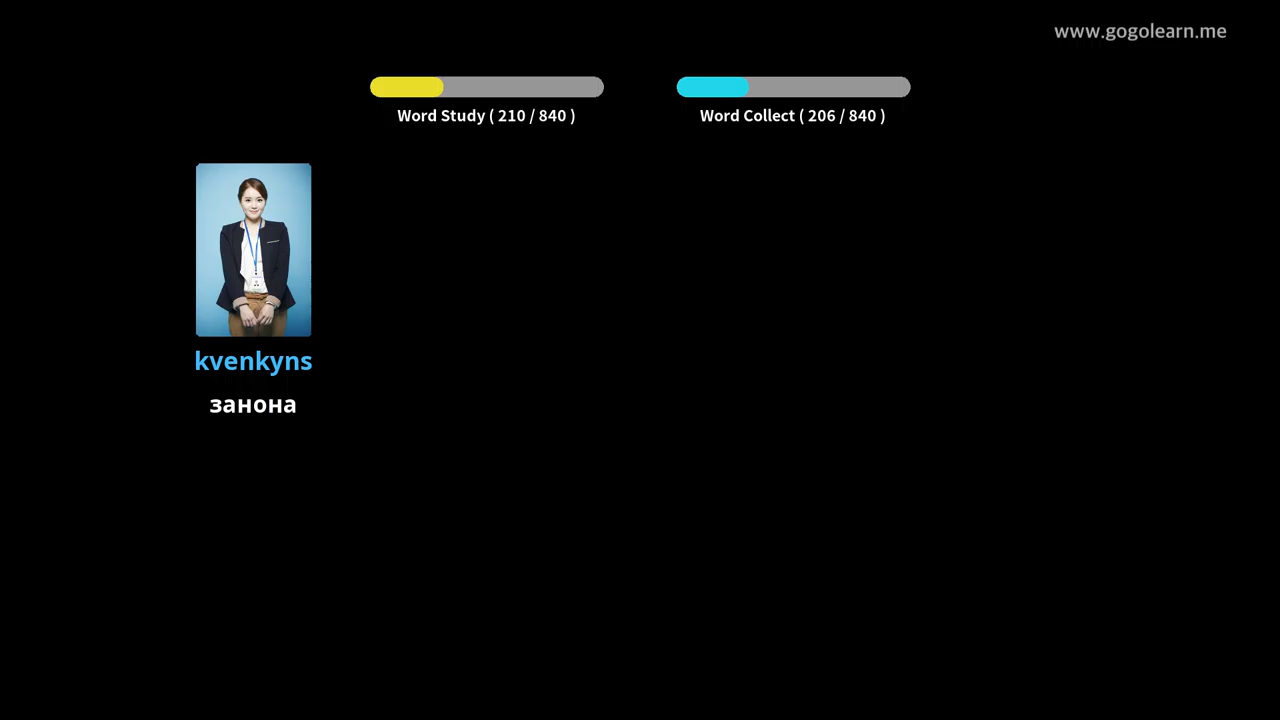 www.gogolearn.me
Word Study ( 210 / 840 )
Word Collect ( 206 / 840 )
kvenkyns
занона